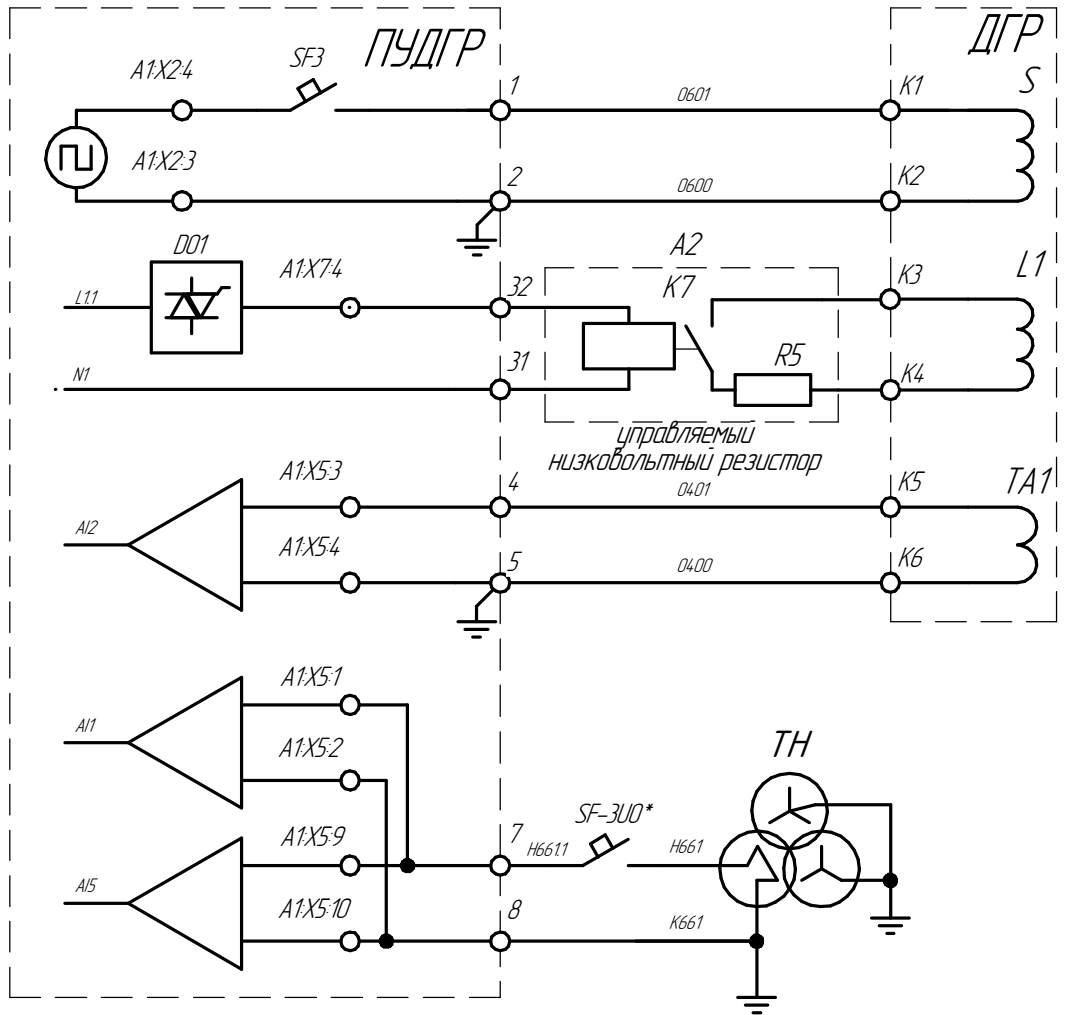 ПУДГР
ДГР
SF3
A1:X2:4
1
0601
K1
S
A1:X2:3
2
0600
K2
DO1
A2
L1.1
A1:X7:4
32
K7
K3
L1
N1
31
R5
K4
управляемый
низковольтный резистор
A1:X5:3
4
0401
K5
TA1
AI2
A1:X5:4
5
0400
K6
A1:X5:1
AI1
A1:X5:2
ТН
SF-3U0*
A1:X5:9
7
H661.1
H661
AI5
A1:X5:10
8
K661